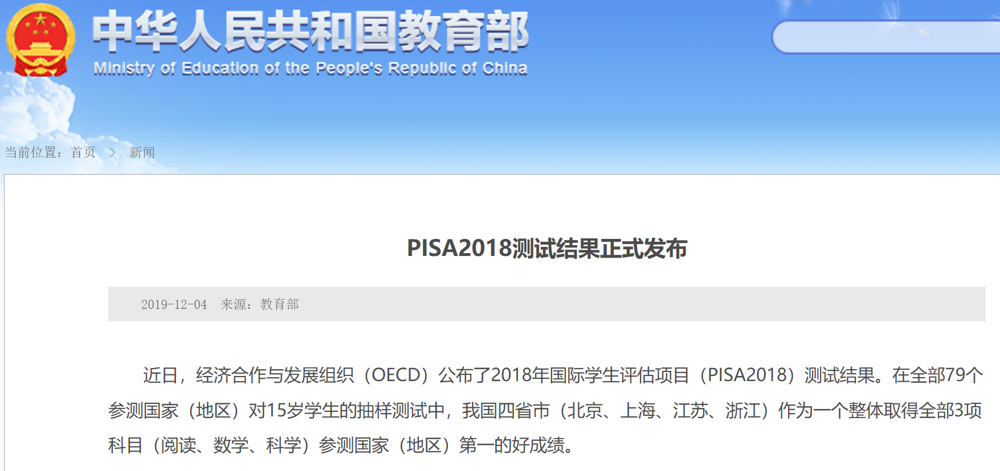 中华人民共和国教育部
Ministry of Education of the People's Republic of China
当前位置：首页 > 新闻
PISA2018测试结果正式发布
2019-12-04 来源：教育部
近日，经济合作与发展组织（OECD）公布了2018年国际学生评估项目（PISA2018）测试结果。在全部79个
参测国家（地区）对15岁学生的抽样测试中，我国四省市（北京、上海、江苏、浙江）作为一个整体取得全部3项
科目（阅读、数学、科学）参测国家（地区）第一的好成绩。